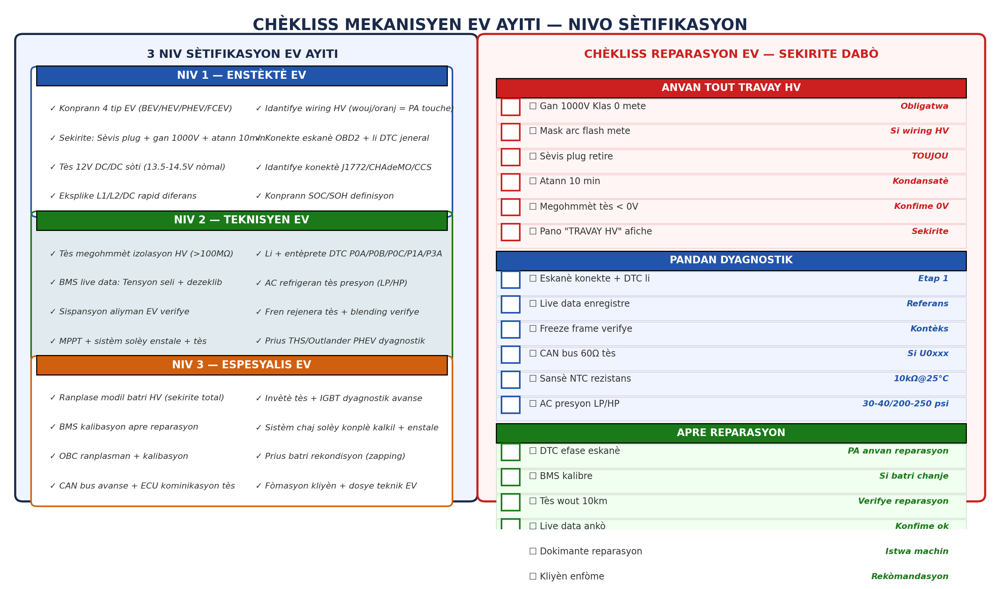 CHÈKLISS MEKANISYEN EV AYITI — NIVO SÈTIFIKASYON
3 NIV SÈTIFIKASYON EV AYITI
NIV 1 — ENSTÈKTÈ EV
✓ Konprann 4 tip EV (BEV/HEV/PHEV/FCEV)
✓ Idantifye wiring HV (wouj/oranj = PA touche)
✓ Sekirite: Sèvis plug + gan 1000V + atann 10min
✓ Konekte eskanè OBD2 + li DTC jeneral
✓ Tès 12V DC/DC sòti (13.5-14.5V nòmal)
✓ Idantifye konektè J1772/CHAdeMO/CCS
✓ Eksplike L1/L2/DC rapid diferans
✓ Konprann SOC/SOH definisyon
NIV 2 — TEKNISYEN EV
✓ Tès megohmmèt izolasyon HV (>100MΩ)
✓ Li + entèprete DTC P0A/P0B/P0C/P1A/P3A
✓ BMS live data: Tensyon seli + dezeklib
✓ AC refrigeran tès presyon (LP/HP)
✓ Sispansyon aliyman EV verifye
✓ Fren rejenera tès + blending verifye
✓ MPPT + sistèm solèy enstale + tès
✓ Prius THS/Outlander PHEV dyagnostik
NIV 3 — ESPESYALIS EV
✓ Ranplase modil batri HV (sekirite total)
✓ Invètè tès + IGBT dyagnostik avanse
✓ BMS kalibasyon apre reparasyon
✓ Sistèm chaj solèy konplè kalkil + enstale
✓ OBC ranplasman + kalibasyon
✓ Prius batri rekondisyon (zapping)
✓ CAN bus avanse + ECU kominikasyon tès
✓ Fòmasyon kliyèn + dosye teknik EV
CHÈKLISS REPARASYON EV — SEKIRITE DABÒ
ANVAN TOUT TRAVAY HV
☐ Gan 1000V Klas 0 mete Obligatwa
☐ Mask arc flash mete Si wiring HV
☐ Sèvis plug retire TOUJOU
☐ Atann 10 min Kondansatè
☐ Megohmmèt tès < 0V Konfime 0V
☐ Pano "TRAVAY HV" afiche Sekirite
PANDAN DYAGNOSTIK
☐ Eskanè konekte + DTC li Etap 1
☐ Live data enregistre Referans
☐ Freeze frame verifye Kontèks
☐ CAN bus 60Ω tès Si U0xxx
☐ Sansè NTC rezistans 10kΩ@25°C
☐ AC presyon LP/HP 30-40/200-250 psi
APRE REPARASYON
☐ DTC efase eskanè PA anvan reparasyon
☐ BMS kalibre Si batri chanje
☐ Tès wout 10km Verifye reparasyon
☐ Live data ankò Konfime ok
☐ Dokimante reparasyon Istwa machin
☐ Kliyèn enfòme Rekòmandasyon